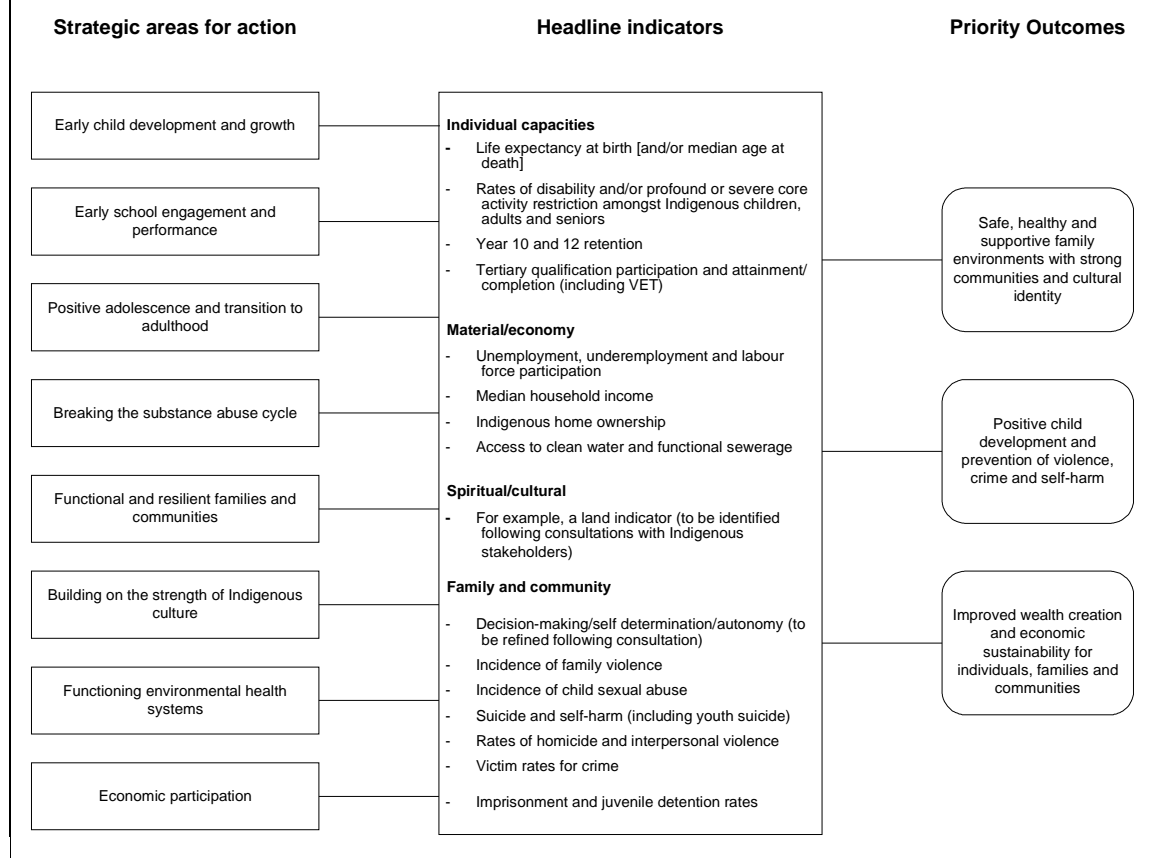 Strategic areas for action
Headline indicators
Priority Outcomes
Early child development and growth
Early school engagement and
performance
Positive adolescence and transition to
adulthood
Breaking the substance abuse cycle
Functional and resilient families and
communities
Building on the strength of Indigenous
culture
Functioning environmental health
systems
Economic participation
Individual capacities
- Life expectancy at birth [and/or median age at
death]
- Rates of disability and/or profound or severe core
activity restriction amongst Indigenous children,
adults and seniors
- Year 10 and 12 retention
- Tertiary qualification participation and attainment/
completion (including VET)
Material/economy
- Unemployment, underemployment and labour
force participation
- Median household income
- Indigenous home ownership
- Access to clean water and functional sewerage
Spiritual/cultural
- For example, a land indicator (to be identified
following consultations with Indigenous
stakeholders)
Family and community
- Decision-making/self determination/autonomy (to
be refined following consultation)
- Incidence of family violence
- Incidence of child sexual abuse
- Suicide and self-harm (including youth suicide)
- Rates of homicide and interpersonal violence
- Victim rates for crime
- Imprisonment and juvenile detention rates
Safe, healthy and
supportive family
environments with strong
communities and cultural
identity
Positive child
development and
prevention of violence,
crime and self-harm
Improved wealth creation
and economic
sustainability for
individuals, families and
communities